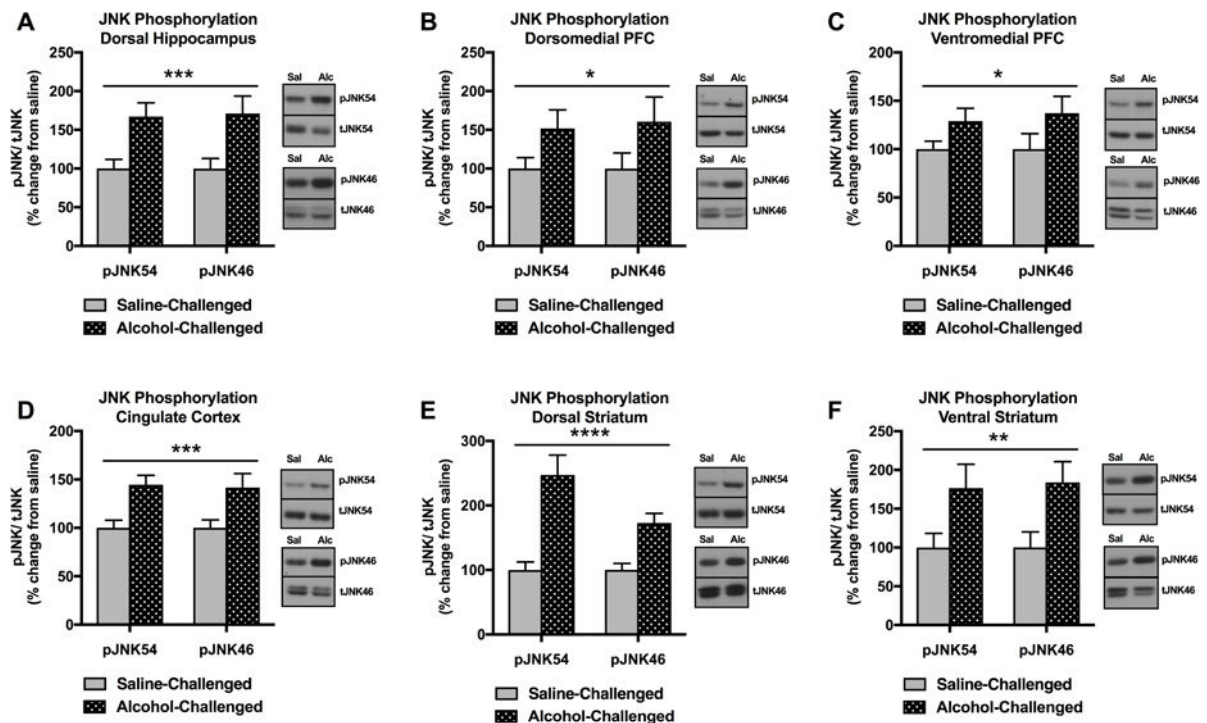 A
JNK Phosphorylation
Dorsal Hippocampus
pJNK/ tJNK
(% change from saline)
250
200
150
100
50
0
***
pJNK54
pJNK46
Sal Alc
pJNK54
tJNK54
pJNK46
tJNK46
Saline-Challenged
Alcohol-Challenged
B
JNK Phosphorylation
Dorsomedial PFC
pJNK/ tJNK
(% change from saline)
250
200
150
100
50
0
*
pJNK54
pJNK46
Sal Alc
pJNK54
tJNK54
pJNK46
tJNK46
Saline-Challenged
Alcohol-Challenged
C
JNK Phosphorylation
Ventromedial PFC
pJNK/ tJNK
(% change from saline)
200
150
100
50
0
*
pJNK54
pJNK46
Sal Alc
pJNK54
tJNK54
Sal Alc
pJNK46
tJNK46
Saline-Challenged
Alcohol-Challenged
D
JNK Phosphorylation
Cingulate Cortex
pJNK/ tJNK
(% change from saline)
200
150
100
50
0
***
pJNK54
pJNK46
Sal Alc
pJNK54
tJNK54
Sal Alc
pJNK46
tJNK46
Saline-Challenged
Alcohol-Challenged
E
JNK Phosphorylation
Dorsal Striatum
pJNK/ tJNK
(% change from saline)
300
200
100
0
****
pJNK54
pJNK46
Sal Alc
pJNK54
tJNK54
Sal Alc
pJNK46
tJNK46
Saline-Challenged
Alcohol-Challenged
F
JNK Phosphorylation
Ventral Striatum
pJNK/ tJNK
(% change from saline)
250
200
150
100
50
0
**
pJNK54
pJNK46
Sal Alc
pJNK54
tJNK54
Sal Alc
pJNK46
tJNK46
Saline-Challenged
Alcohol-Challenged